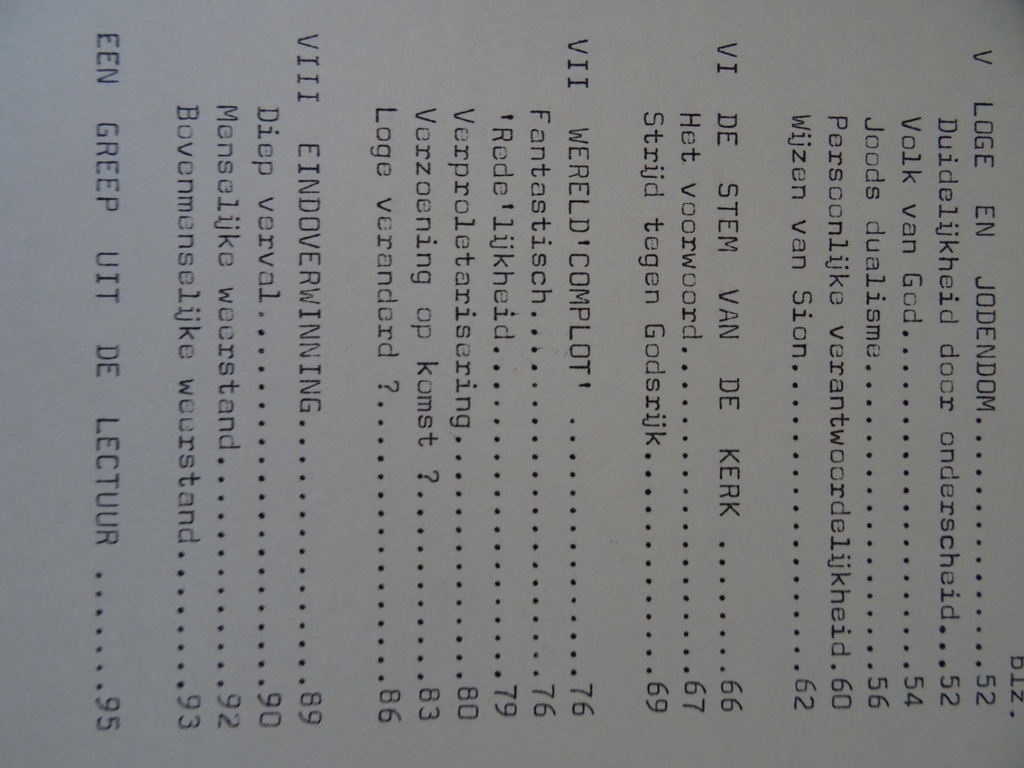 blz.
V LOGE EN JODENDOM...................52
Duidelijkheid door onderscheid...52
Volk van God.....................54
Joods dualisme...................56
Persoonlijke verantwoordelijkheid.60
Wijzen van Sion..................62
VI DE STEM VAN DE KERK ........66
Het voorwoord....................67
Strijd tegen Godsrijk............69
VII WERELD'COMPLOT' ................76
Fantastisch......................76
'Rede'lijkheid...................79
Verproletarisering...............80
Verzoening op komst ?............83
Loge veranderd ?.................86
VIII EINDOVERWINNING................89
Diep verval......................90
Menselijke weerstand.............92
Bovenmenselijke weerstand........93
EEN GREEP UIT DE LECTUUR .......95